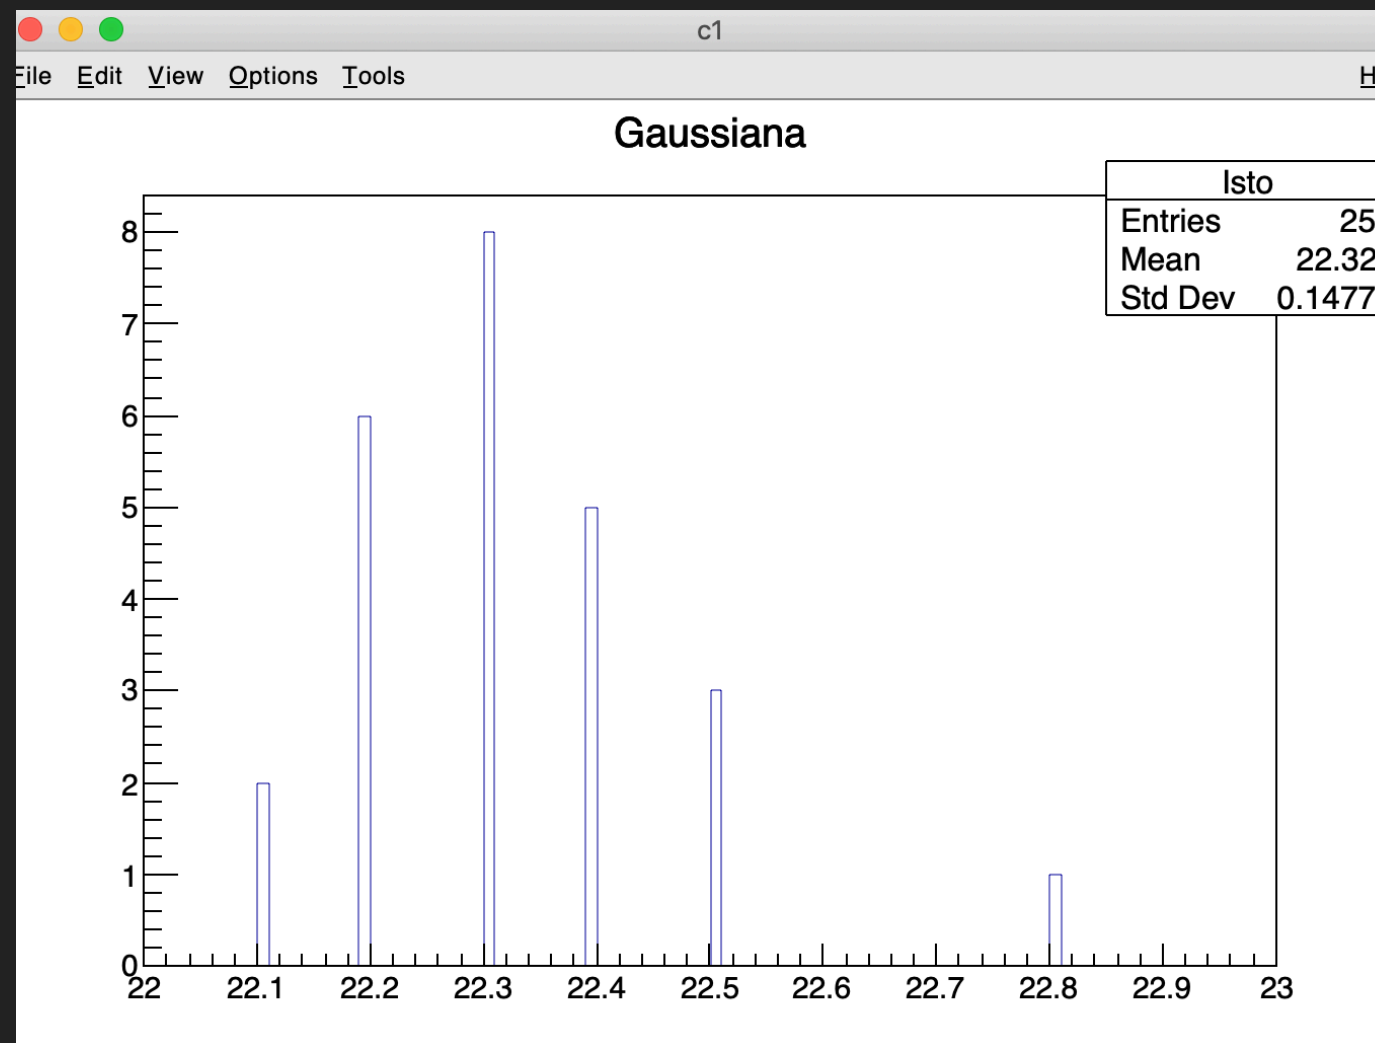 c1
File Edit View Options Tools H
Gaussiana
Isto
Entries 25
Mean 22.32
Std Dev 0.1477
8
7
6
5
4
3
2
1
0
22 22.1 22.2 22.3 22.4 22.5 22.6 22.7 22.8 22.9 23